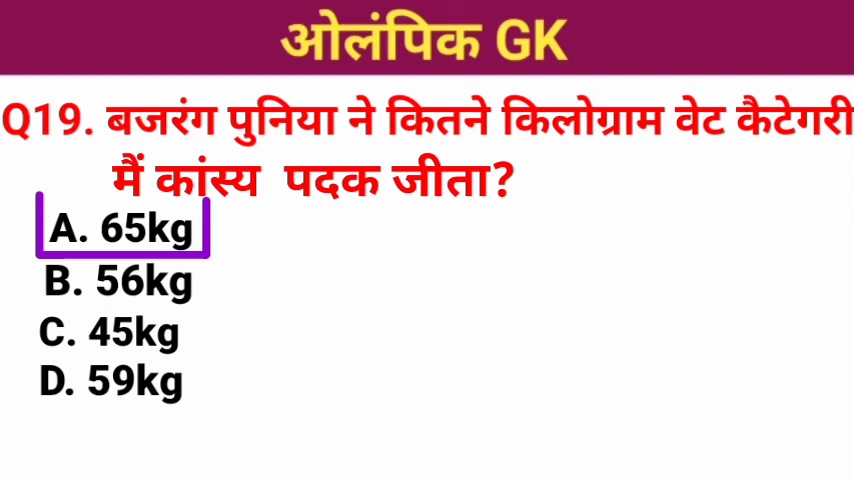 ओलंपिक GK
Q19. बजरंग पुनिया ने कितने किलोग्राम वेट कैटेगरी
मैं कांस्य पदक जीता?
A. 65kg
B. 56kg
C. 45kg
D. 59kg